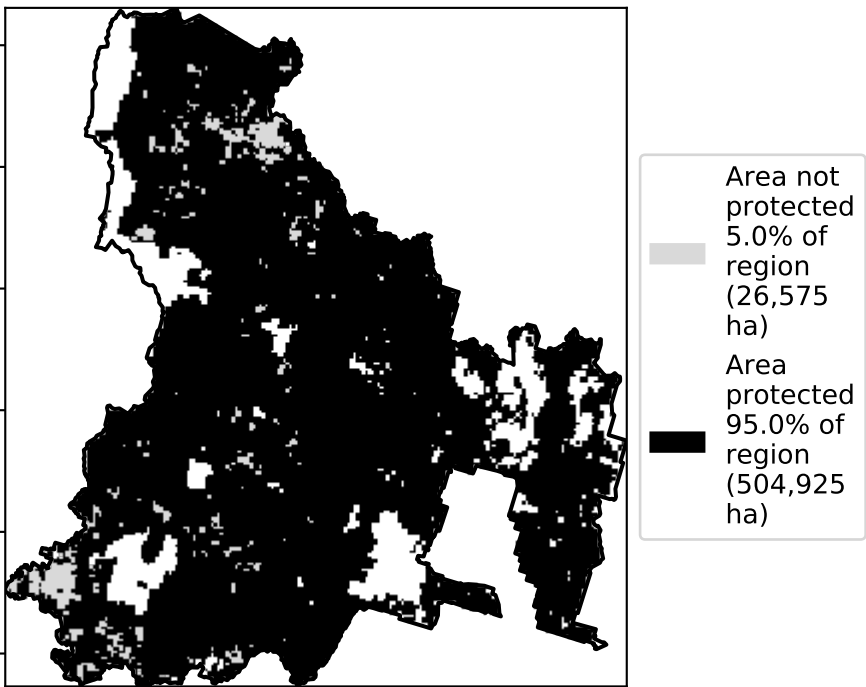 Area not
protected
5.0% of
region
(26,575
ha)
Area
protected
95.0% of
region
(504,925
ha)